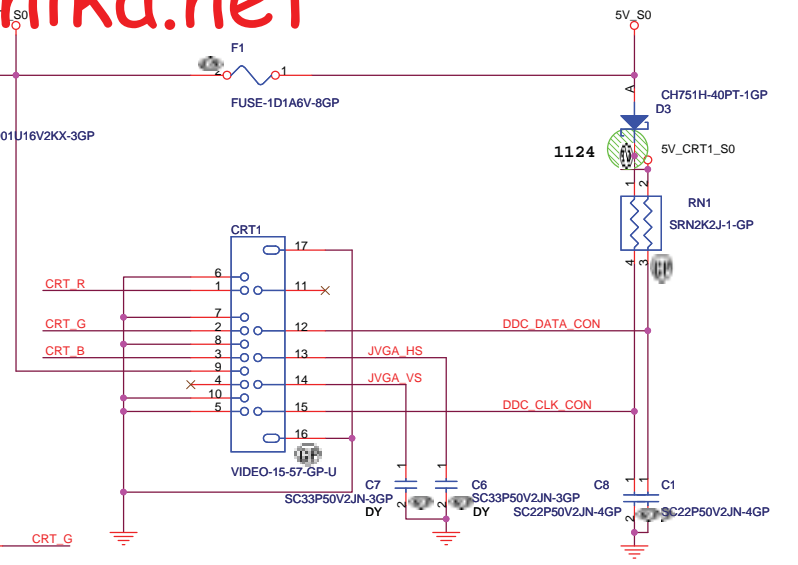 nika.net
_S0
5V_S0
F1
2
1
FUSE-1D1A6V-8GP
A
CH751H-40PT-1GP
D3
01U16V2KX-3GP
1124
5V_CRT1_S0
1
2
RN1
SRN2K2J-1-GP
4
3
CRT1
17
6
CRT_R
1
11
7
CRT_G
2
12
DDC_DATA_CON
8
CRT_B
3
13
JVGA_HS
9
4
14
JVGA_VS
10
5
15
DDC_CLK_CON
16
VIDEO-15-57-GP-U
1
1
1
1
C7
C6
C8
C1
SC33P50V2JN-3GP
SC33P50V2JN-3GP
2
2
DY
DY
SC22P50V2JN-4GP
SC22P50V2JN-4GP
2
CRT_G